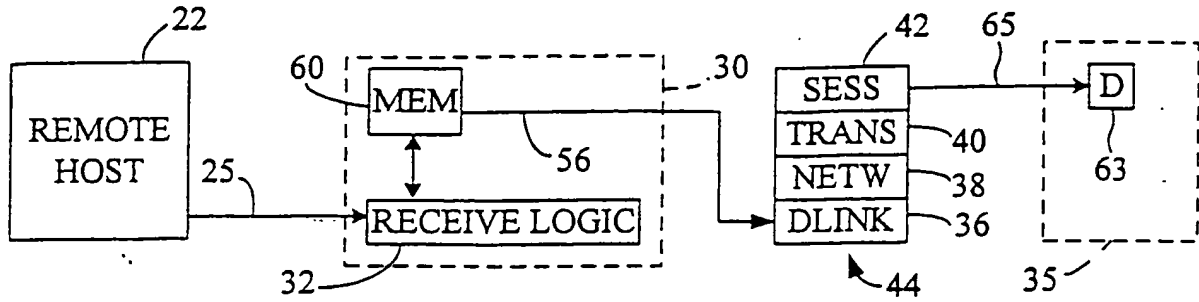 22
REMOTE
HOST
25
60
MEM
30
56
RECEIVE LOGIC
32
42
SESS
TRANS
40
NETW
38
DLINK
36
44
65
D
63
35